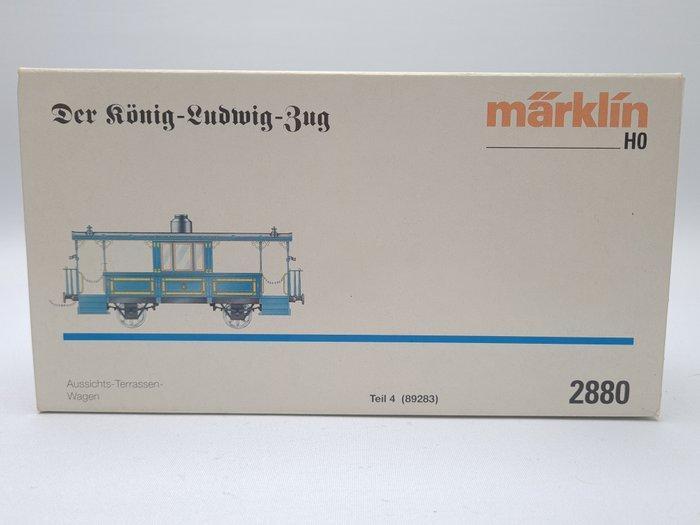 Der König-Ludwig-Zug
märklin
H0
Aussichts-Terrassen-
Wagen
Teil 4 (89283)
2880